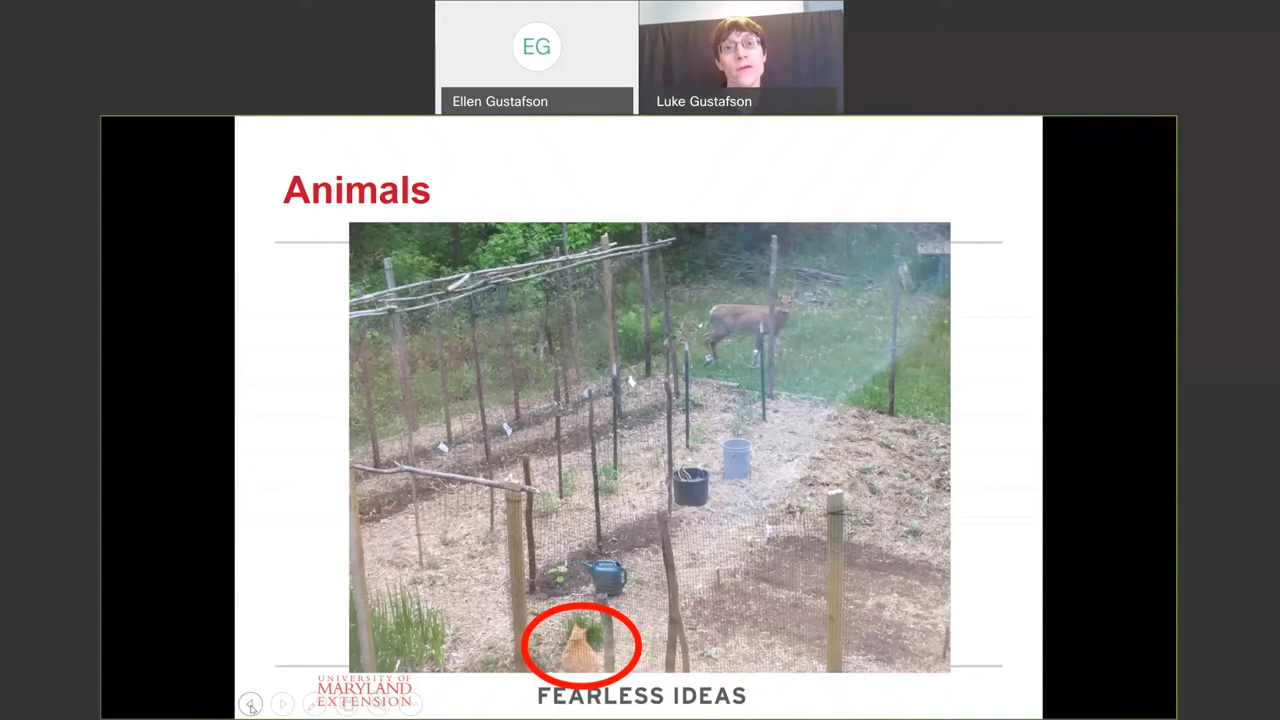 EG
Ellen Gustafson
Luke Gustafson
Animals
UNIVERSITY OF
MARYLAND
EXTENSION
FEARLESS IDEAS